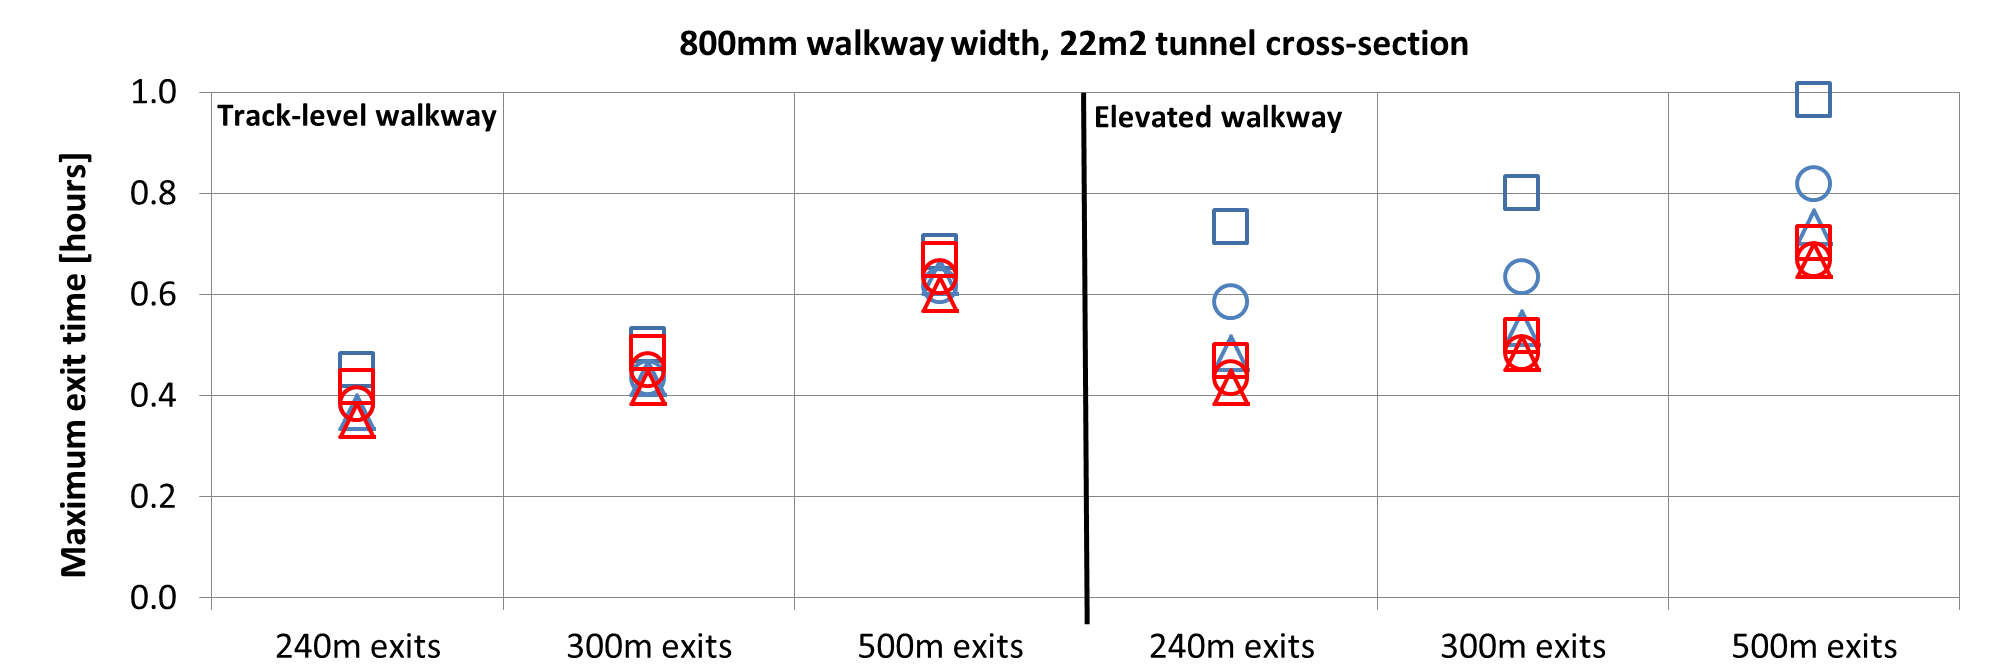 800mm walkway width, 22m2 tunnel cross-section
Maximum exit time [hours]
1.0
0.8
0.6
0.4
0.2
0.0
Track-level walkway
Elevated walkway
240m exits
300m exits
500m exits
240m exits
300m exits
500m exits